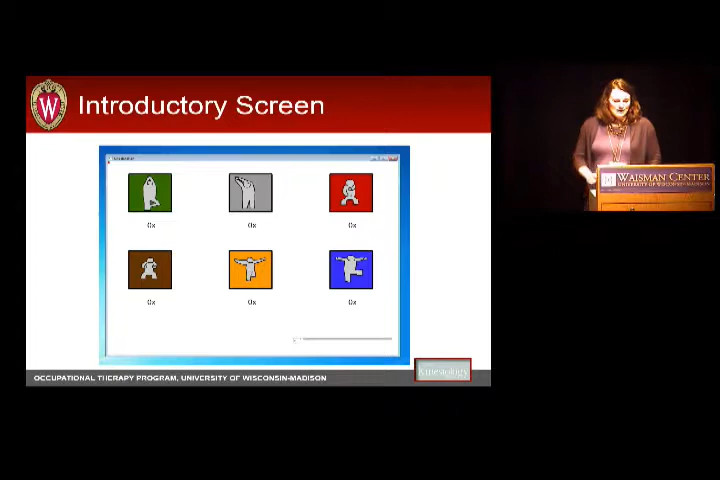 W
Introductory Screen
0x
0x
0x
0x
0x
0x
OCCUPATIONAL THERAPY PROGRAM, UNIVERSITY OF WISCONSIN-MADISON
Kinesiology
WAISMAN CENTER
UNIVERSITY OF WISCONSIN-MADISON